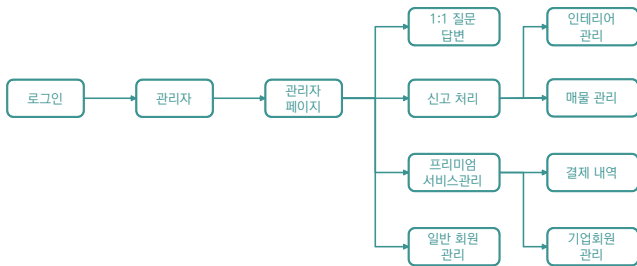 로그인
관리자
관리자
페이지
1:1 질문
답변
신고 처리
프리미엄
서비스관리
일반 회원
관리
인테리어
관리
매물 관리
결제 내역
기업회원
관리